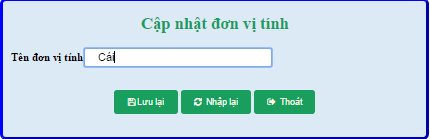 Cập nhật đơn vị tính
Tên đơn vị tính Cái
Lưu lại Nhập lại Thoát